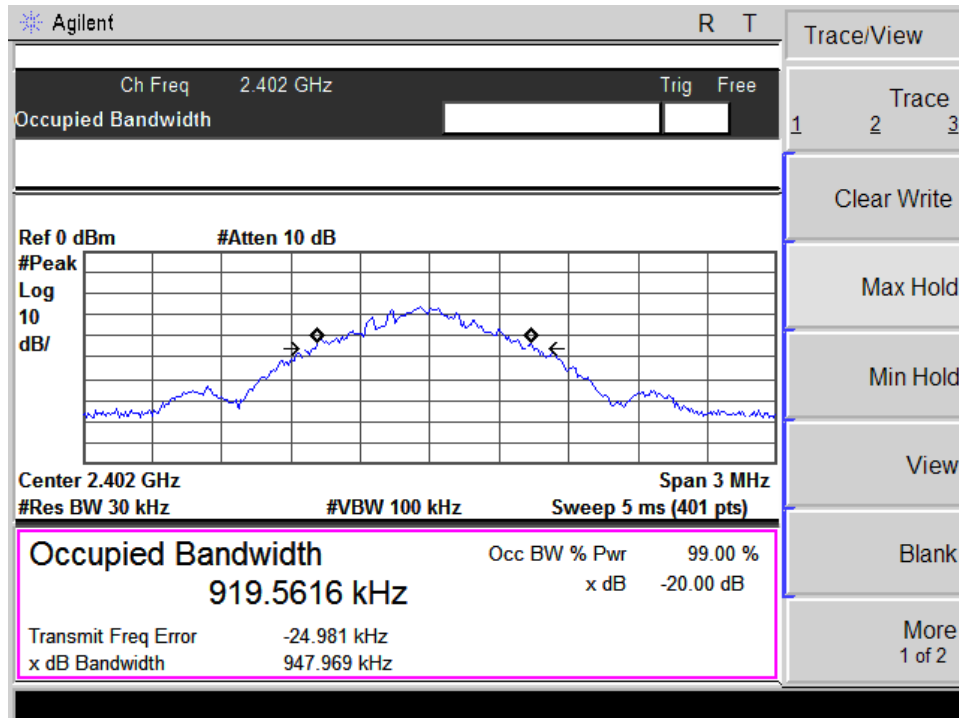 Agilent R T
Trace/View
Ch Freq 2.402 GHz Trig Free
Occupied Bandwidth
Trace
1 2 3
Clear Write
Ref 0 dBm #Atten 10 dB
#Peak
Log
10
dB/
Max Hold
Min Hold
View
Center 2.402 GHz Span 3 MHz
#Res BW 30 kHz #VBW 100 kHz Sweep 5 ms (401 pts)
Occupied Bandwidth Occ BW % Pwr 99.00 %
919.5616 kHz x dB -20.00 dB
Blank
Transmit Freq Error -24.981 kHz
x dB Bandwidth 947.969 kHz
More
1 of 2